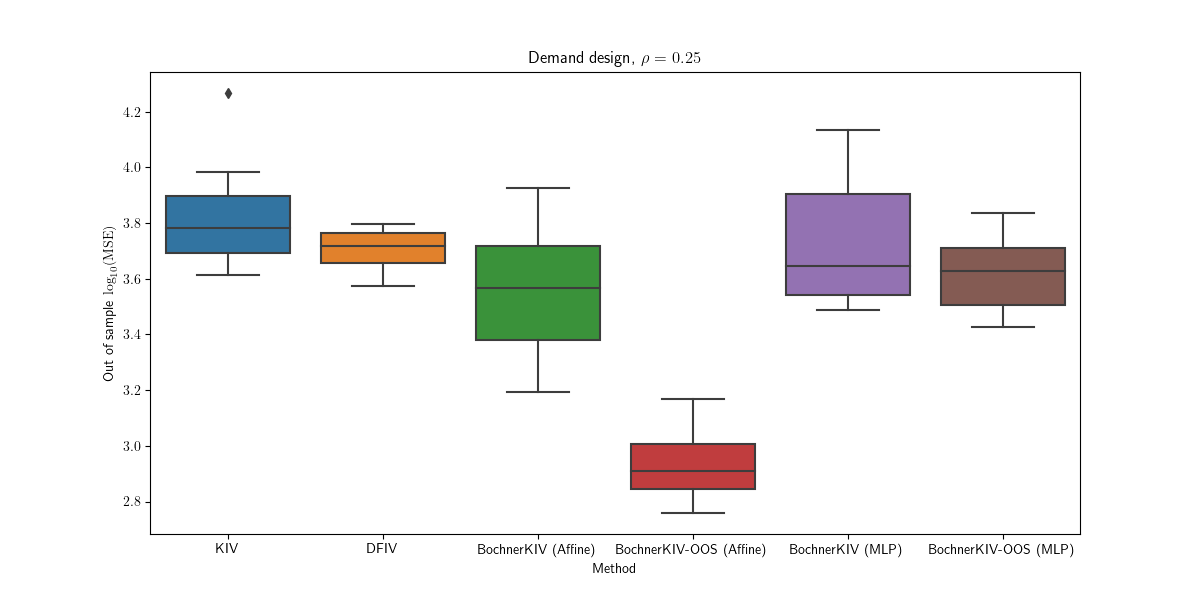 Demand design, ρ = 0.25
Out of sample log₁₀(MSE)
4.2
4.0
3.8
3.6
3.4
3.2
3.0
2.8
KIV DFIV BochnerKIV (Affine) BochnerKIV-OOS (Affine) BochnerKIV (MLP) BochnerKIV-OOS (MLP)
Method